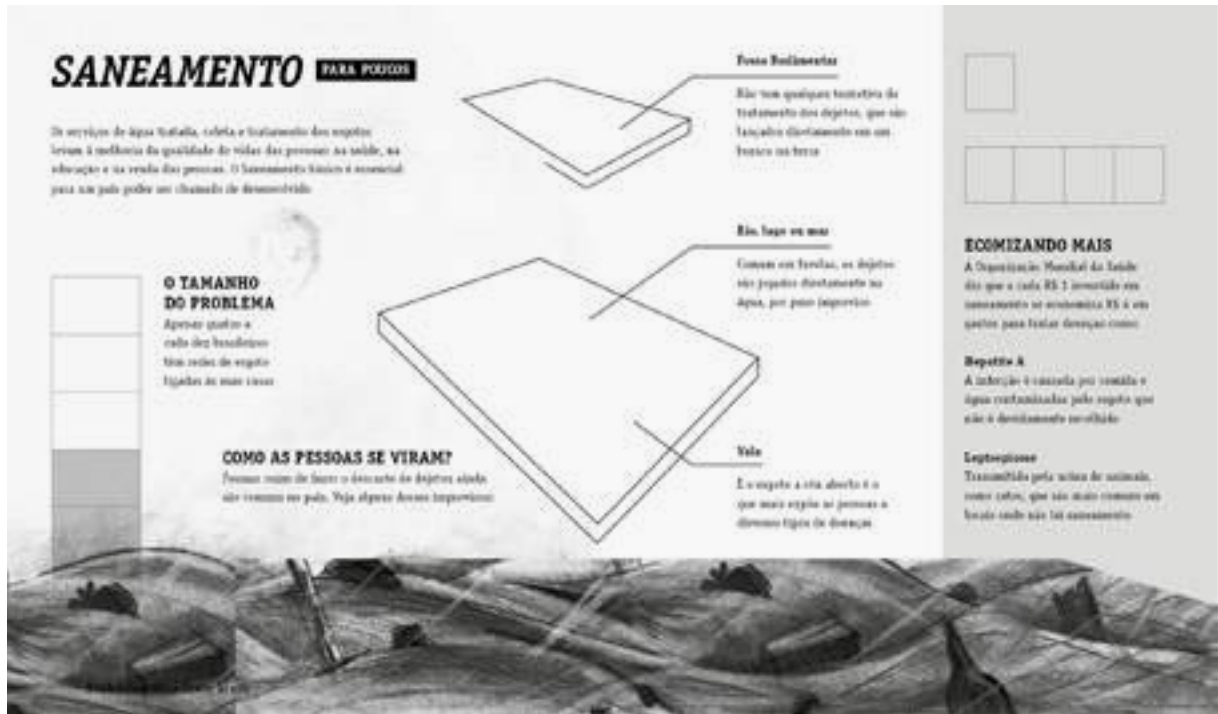 SANEAMENTO PARA POUCOS
Os serviços de água tratada, coleta e tratamento dos esgotos
levam à melhoria da qualidade de vidas das pessoas na saúde, na
educação e na renda das pessoas. O Saneamento básico é essencial
para um país poder ser chamado de desenvolvido
O TAMANHO
DO PROBLEMA
Apenas quatro a
cada dez brasileiros
têm redes de esgoto
ligadas às suas casas
COMO AS PESSOAS SE VIRAM?
Formas ruins de fazer o descarte de dejetos ainda
são comuns no país. Veja alguns desses improvisos:
Fossa Rudimentar
Não tem qualquer tentativa de
tratamento dos dejetos, que são
lançados diretamente em um
buraco na terra
Rio, lago ou mar
Comum em favelas, os dejetos
são jogados diretamente na
água, por puro improviso
Vala
É o esgoto a céu aberto é o
que mais expõe as pessoas a
diversos tipos de doenças
ECOMIZANDO MAIS
A Organização Mundial da Saúde
diz que a cada R$ 1 investido em
saneamento se economiza R$ 4 em
gastos para tratar doenças como:
Hepatite A
A infecção é causada por comida e
água contaminadas pelo esgoto que
não é devidamente recolhido
Leptospirose
Transmitida pela urina de animais,
como ratos, que são mais comuns em
locais onde não há saneamento